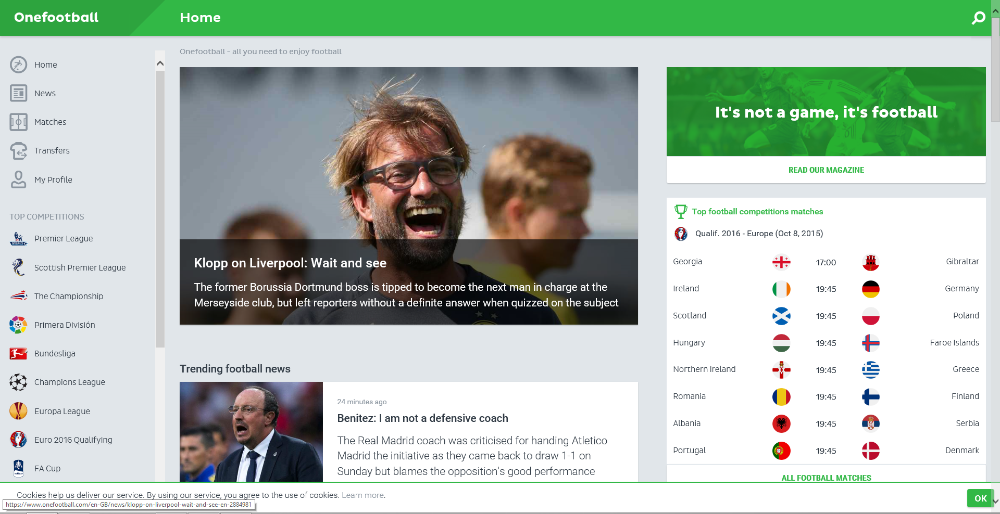 Onefootball
Home
Onefootball - all you need to enjoy football
Home
News
Matches
Transfers
My Profile
TOP COMPETITIONS
Premier League
Scottish Premier League
The Championship
Primera División
Bundesliga
Champions League
Europa League
Euro 2016 Qualifying
FA Cup
Klopp on Liverpool: Wait and see
The former Borussia Dortmund boss is tipped to become the next man in charge at the
Merseyside club, but left reporters without a definite answer when quizzed on the subject
Trending football news
24 minutes ago
Benitez: I am not a defensive coach
The Real Madrid coach was criticised for handing Atletico
Madrid the initiative as they came back to draw 1-1 on
Sunday but blames the opposition's good performance
It's not a game, it's football
READ OUR MAGAZINE
Top football competitions matches
Qualif. 2016 - Europe (Oct 8, 2015)
Georgia 17:00 Gibraltar
Ireland 19:45 Germany
Scotland 19:45 Poland
Hungary 19:45 Faroe Islands
Northern Ireland 19:45 Greece
Romania 19:45 Finland
Albania 19:45 Serbia
Portugal 19:45 Denmark
ALL FOOTBALL MATCHES
Cookies help us deliver our service. By using our service, you agree to the use of cookies. Learn more.
OK
https://www.onefootball.com/en-GB/news/klopp-on-liverpool-wait-and-see-en-2884981